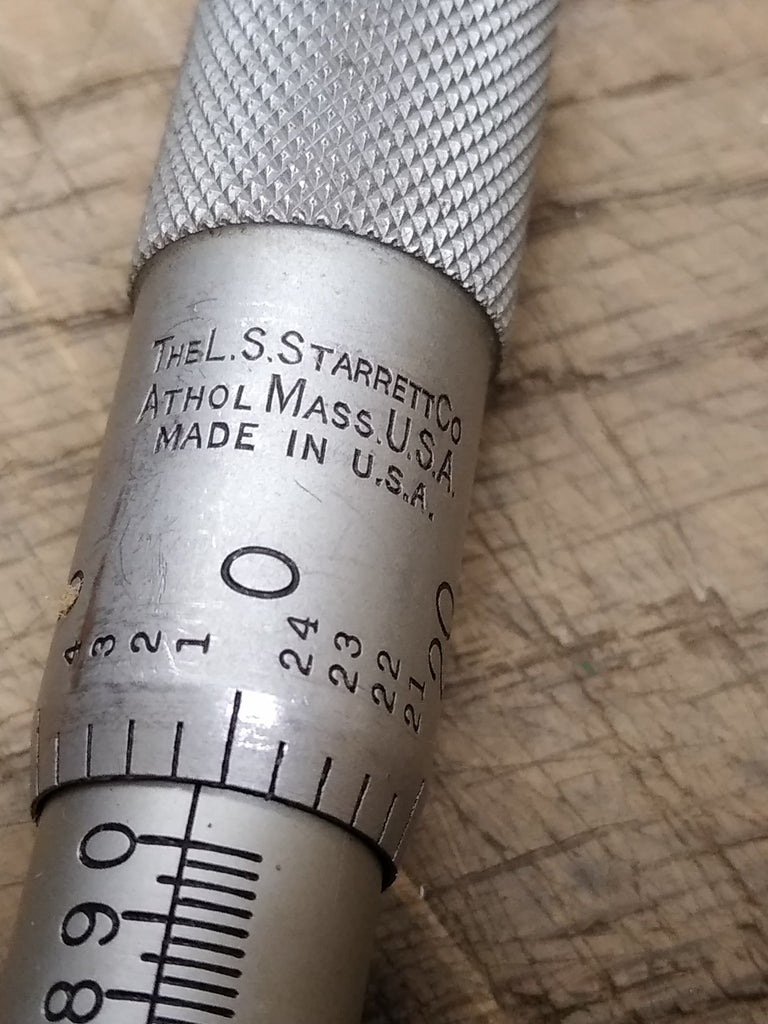 THE L.S. STARRETT CO
ATHOL MASS. U.S.A.
MADE IN U.S.A.
0
20
4 3 2 1 24 23 22 21
0
9
8